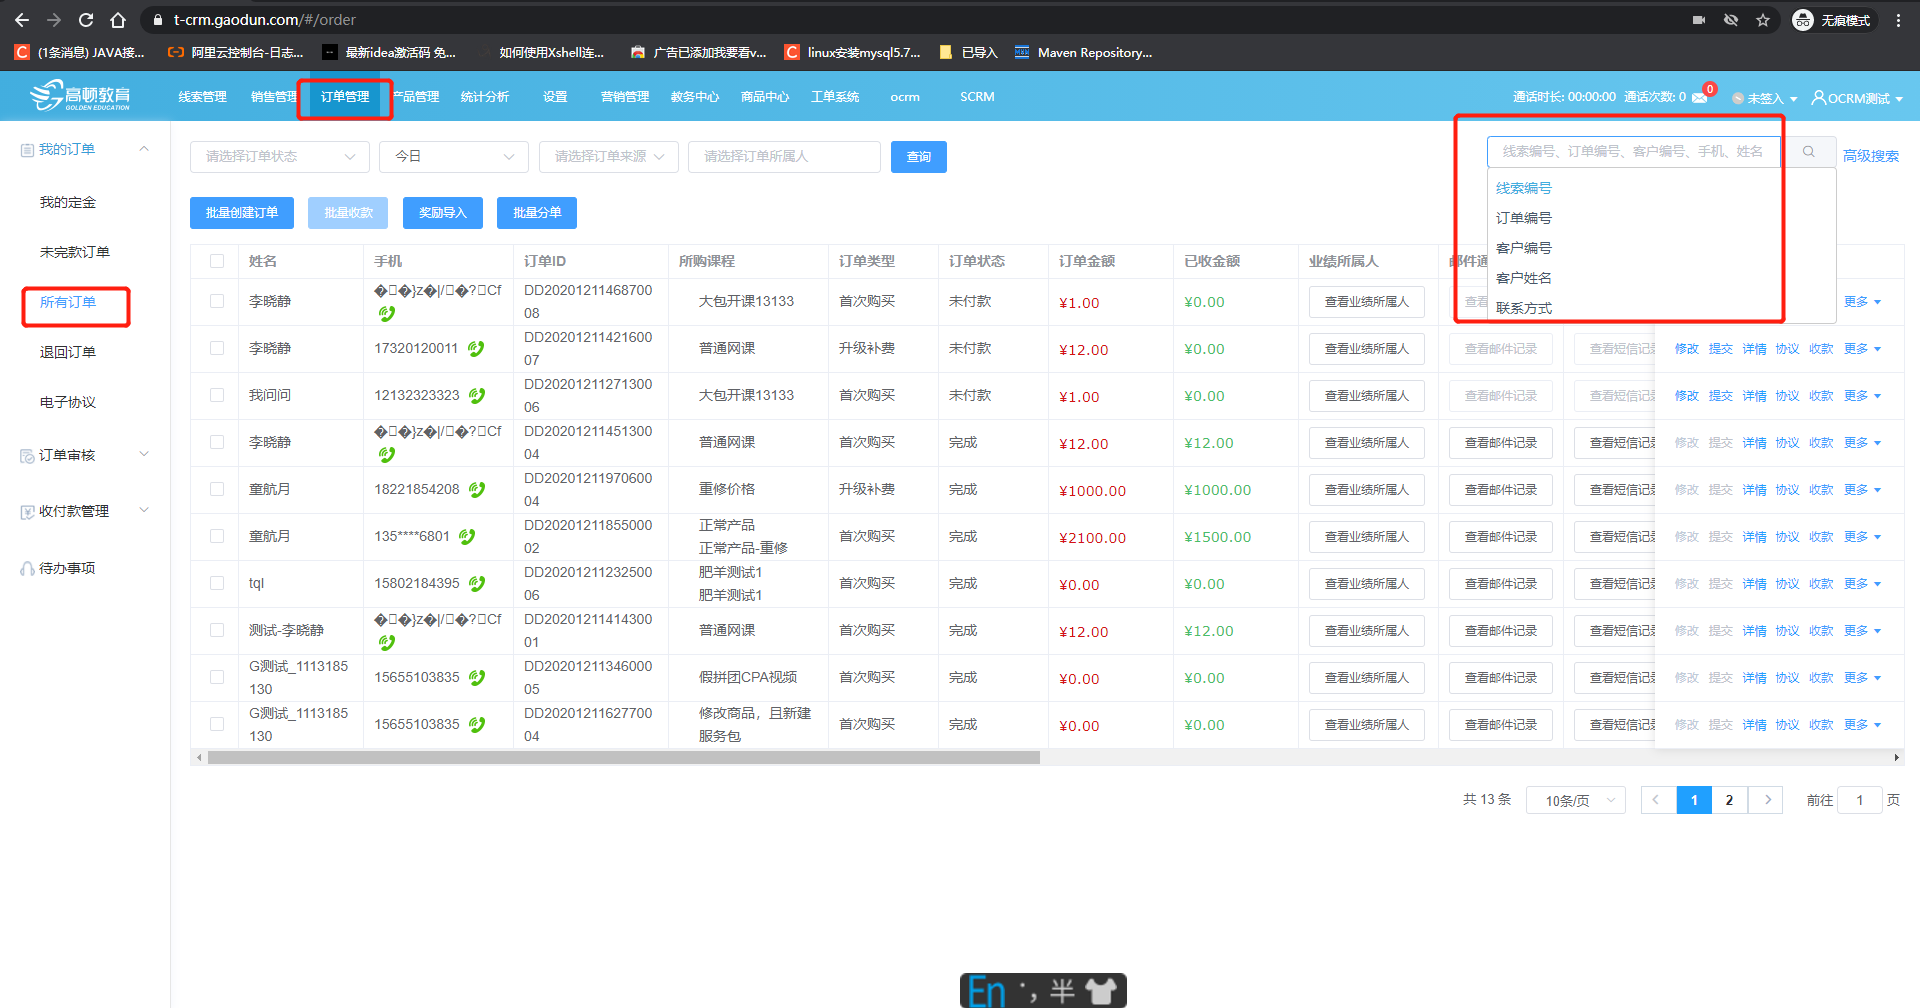 t-crm.gaodun.com/#/order
无痕模式
(1条消息) JAVA接...
阿里云控制台-日志...
最新idea激活码 免...
如何使用Xshell连...
广告已添加我要看v...
linux安装mysql5.7...
已导入
Maven Repository...
高顿教育
GOLDEN EDUCATION
线索管理
销售管理
订单管理
产品管理
统计分析
设置
营销管理
教务中心
商品中心
工单系统
ocrm
SCRM
通话时长: 00:00:00 通话次数: 0
0
未签入
OCRM测试
我的订单
我的定金
未完款订单
所有订单
退回订单
电子协议
订单审核
收付款管理
待办事项
请选择订单状态
今日
请选择订单来源
请选择订单所属人
查询
线索编号、订单编号、客户编号、手机、姓名
高级搜索
线索编号
订单编号
客户编号
客户姓名
联系方式
批量创建订单
批量收款
奖励导入
批量分单
姓名 手机 订单ID 所购课程 订单类型 订单状态 订单金额 已收金额 业绩所属人 邮件通
李晓静 �▯�}z�|/▯�?▯Cf DD2020121146870008 大包开课13133 首次购买 未付款 ¥1.00 ¥0.00 查看业绩所属人 查看 更多
李晓静 17320120011 DD2020121142160007 普通网课 升级补费 未付款 ¥12.00 ¥0.00 查看业绩所属人 查看邮件记录 查看短信记录 修改 提交 详情 协议 收款 更多
我问问 12132323323 DD2020121127130006 大包开课13133 首次购买 未付款 ¥1.00 ¥0.00 查看业绩所属人 查看邮件记录 查看短信记录 修改 提交 详情 协议 收款 更多
李晓静 �▯�}z�|/▯�?▯Cf DD2020121145130004 普通网课 首次购买 完成 ¥12.00 ¥12.00 查看业绩所属人 查看邮件记录 查看短信记录 修改 提交 详情 协议 收款 更多
童航月 18221854208 DD2020121197060004 重修价格 升级补费 完成 ¥1000.00 ¥1000.00 查看业绩所属人 查看邮件记录 查看短信记录 修改 提交 详情 协议 收款 更多
童航月 135****6801 DD2020121185500002 正常产品 正常产品-重修 首次购买 完成 ¥2100.00 ¥1500.00 查看业绩所属人 查看邮件记录 查看短信记录 修改 提交 详情 协议 收款 更多
tql 15802184395 DD2020121123250006 肥羊测试1 肥羊测试1 首次购买 完成 ¥0.00 ¥0.00 查看业绩所属人 查看邮件记录 查看短信记录 修改 提交 详情 协议 收款 更多
测试-李晓静 �▯�}z�|/▯�?▯Cf DD2020121141430001 普通网课 首次购买 完成 ¥12.00 ¥12.00 查看业绩所属人 查看邮件记录 查看短信记录 修改 提交 详情 协议 收款 更多
G测试_1113185130 15655103835 DD2020121134600005 假拼团CPA视频 首次购买 完成 ¥0.00 ¥0.00 查看业绩所属人 查看邮件记录 查看短信记录 修改 提交 详情 协议 收款 更多
G测试_1113185130 15655103835 DD2020121162770004 修改商品，且新建服务包 首次购买 完成 ¥0.00 ¥0.00 查看业绩所属人 查看邮件记录 查看短信记录 修改 提交 详情 协议 收款 更多
共 13 条
10条/页
1
2
前往 1 页
En ·, 半